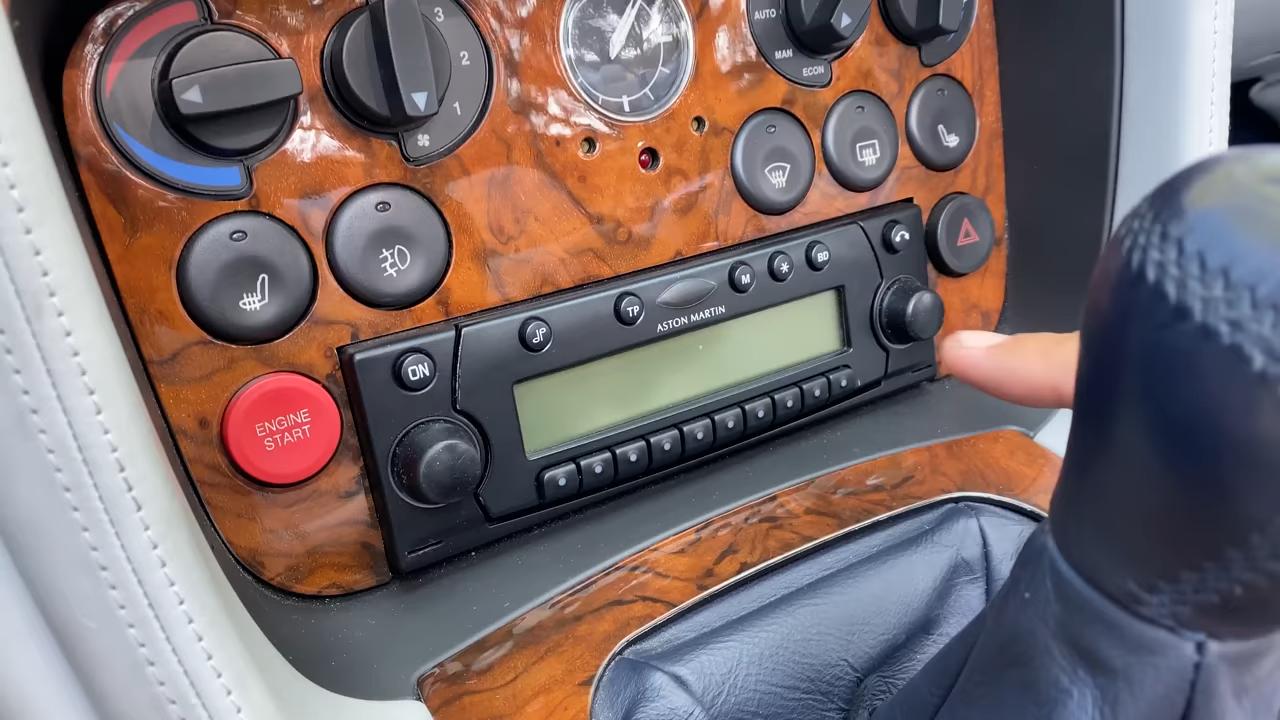 3
2
1
AUTO
MAN
ECON
TP
M
*
BD
ASTON MARTIN
ON
ENGINE
START